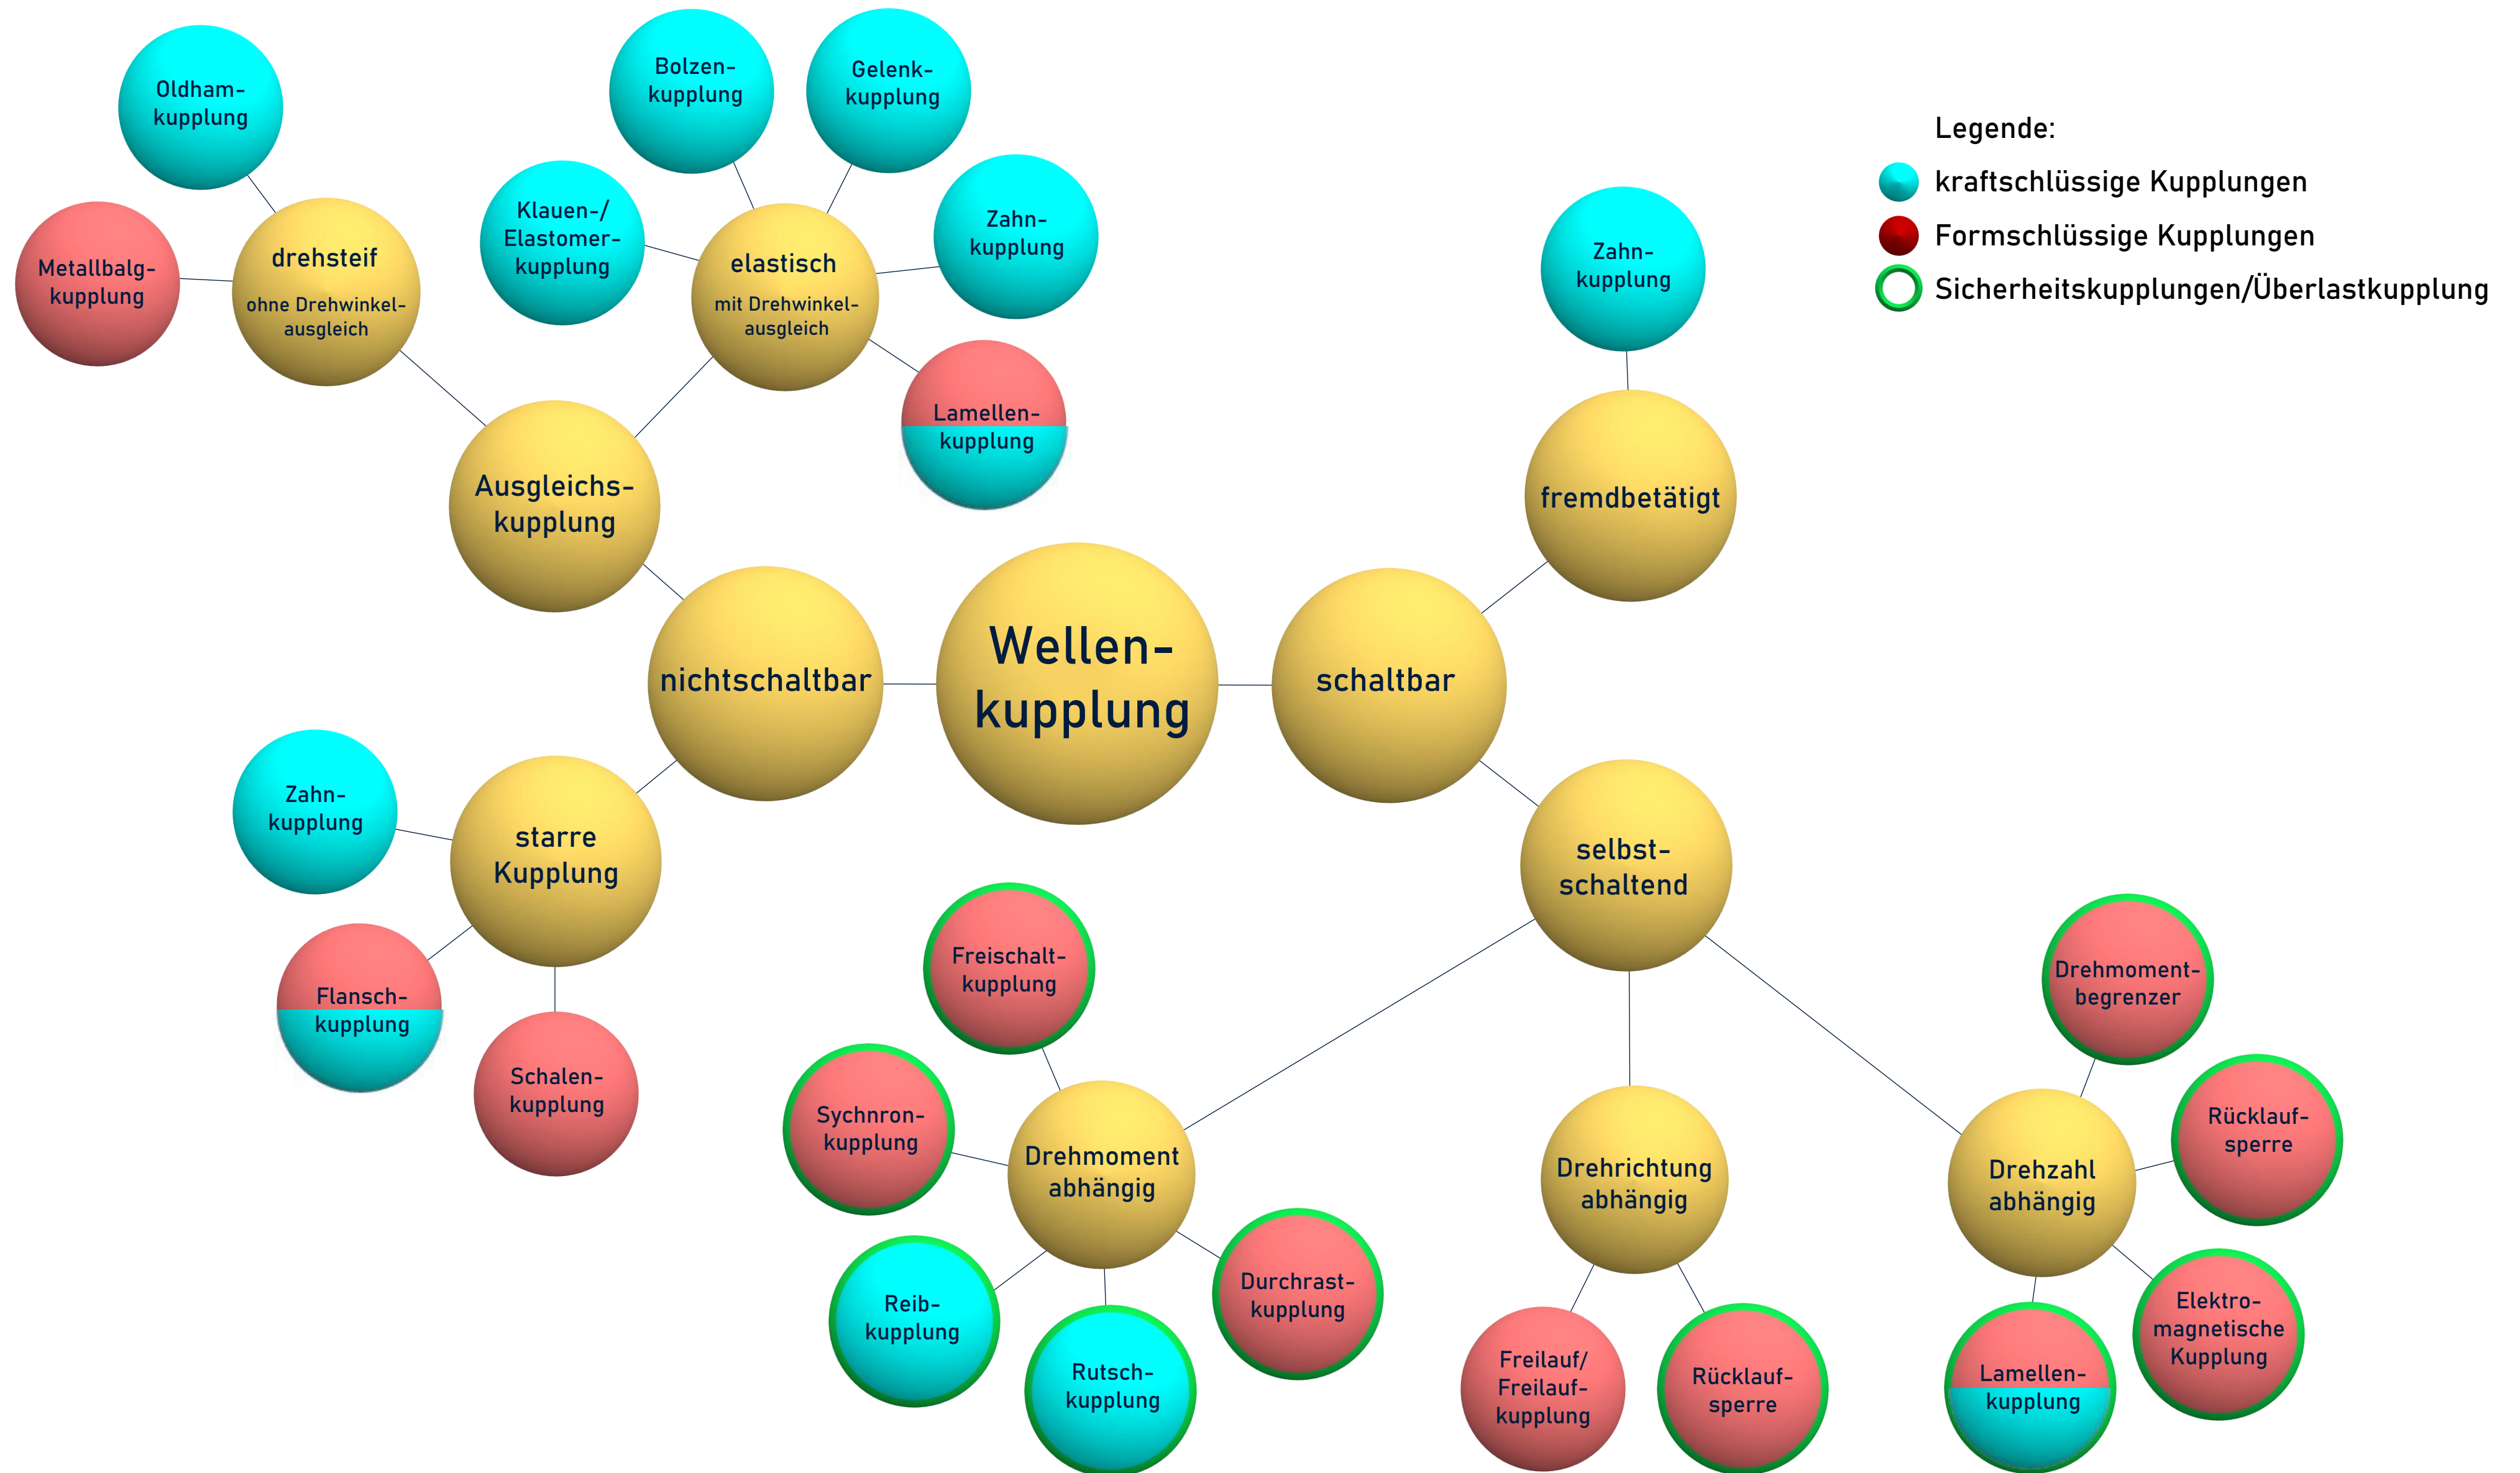 Oldham-
kupplung
Metallbalg-
kupplung
drehsteif
ohne Drehwinkel-
ausgleich
Bolzen-
kupplung
Gelenk-
kupplung
Klauen-/
Elastomer-
kupplung
elastisch
mit Drehwinkel-
ausgleich
Zahn-
kupplung
Lamellen-
kupplung
Ausgleichs-
kupplung
Legende:
kraftschlüssige Kupplungen
Formschlüssige Kupplungen
Sicherheitskupplungen/Überlastkupplung
Zahn-
kupplung
fremdbetätigt
nichtschaltbar
Wellen-
kupplung
schaltbar
Zahn-
kupplung
starre
Kupplung
Flansch-
kupplung
Schalen-
kupplung
selbst-
schaltend
Freischalt-
kupplung
Sychnron-
kupplung
Drehmoment
abhängig
Reib-
kupplung
Rutsch-
kupplung
Durchrast-
kupplung
Drehrichtung
abhängig
Freilauf/
Freilauf-
kupplung
Rücklauf-
sperre
Drehmoment-
begrenzer
Rücklauf-
sperre
Drehzahl
abhängig
Elektro-
magnetische
Kupplung
Lamellen-
kupplung